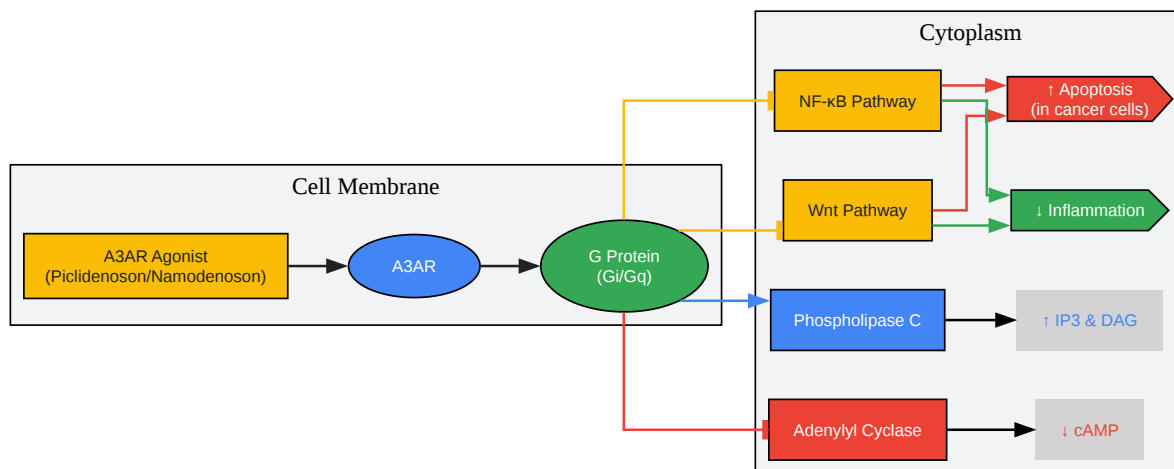 Cytoplasm
NF-κB Pathway
↑ Apoptosis
(in cancer cells)
Cell Membrane
Wnt Pathway
↓ Inflammation
A3AR Agonist
(Piclidenoson/Namodenoson)
A3AR
G Protein
(Gi/Gq)
Phospholipase C
↑ IP3 & DAG
Adenylyl Cyclase
↓ cAMP